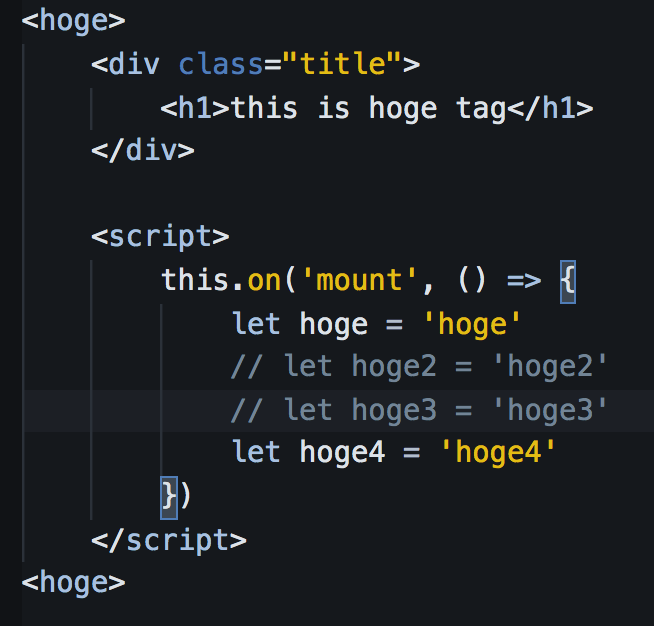 <hoge>
<div class="title">
<h1>this is hoge tag</h1>
</div>
<script>
this.on('mount', () => {
let hoge = 'hoge'
// let hoge2 = 'hoge2'
// let hoge3 = 'hoge3'
let hoge4 = 'hoge4'
})
</script>
<hoge>